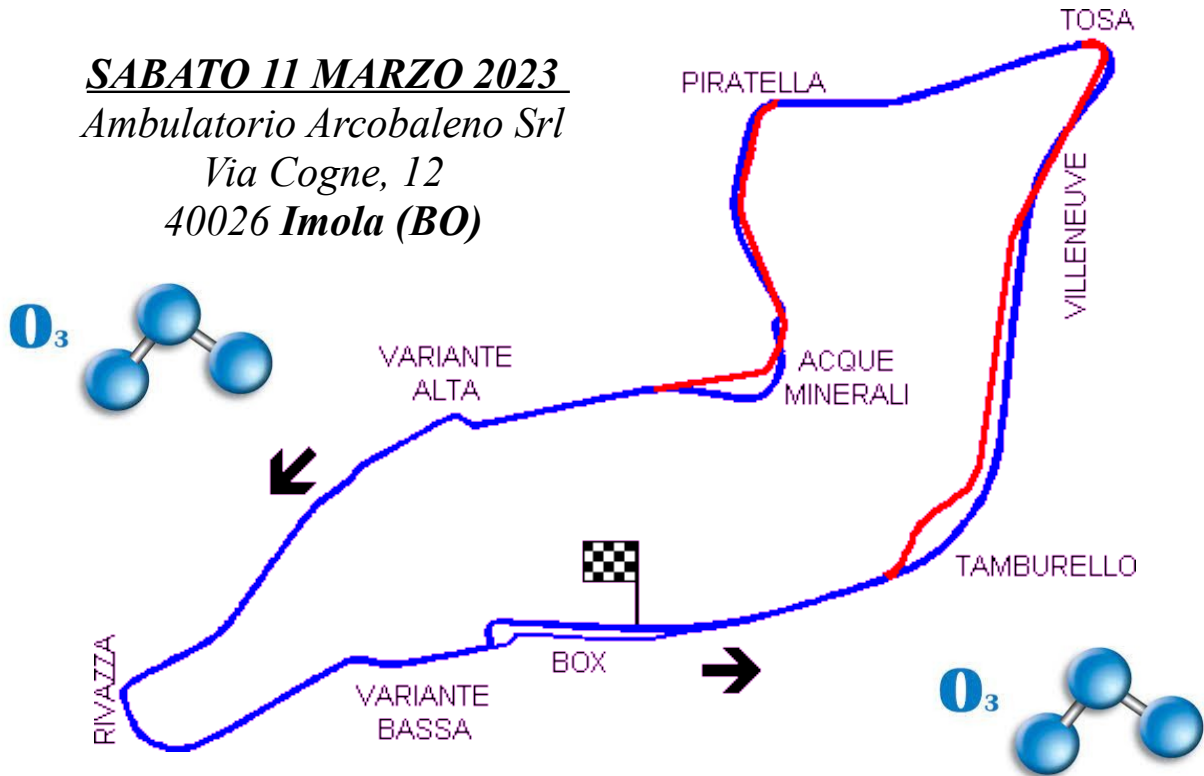 SABATO 11 MARZO 2023
Ambulatorio Arcobaleno Srl
Via Cogne, 12
40026 Imola (BO)
TOSA
PIRATELLA
VILLENEUVE
O₃
VARIANTE
ALTA
ACQUE
MINERALI
TAMBURELLO
RIVAZZA
BOX
VARIANTE
BASSA
O₃